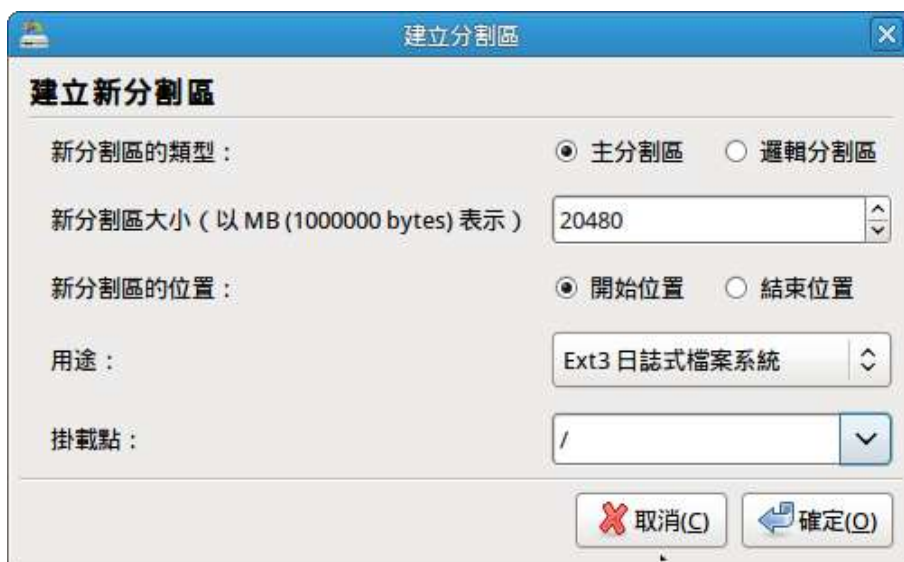 建立分割區
建立新分割區
新分割區的類型： 主分割區 邏輯分割區
新分割區大小（以 MB (1000000 bytes) 表示） 20480
新分割區的位置： 開始位置 結束位置
用途： Ext3 日誌式檔案系統
掛載點： /
取消(C) 確定(O)